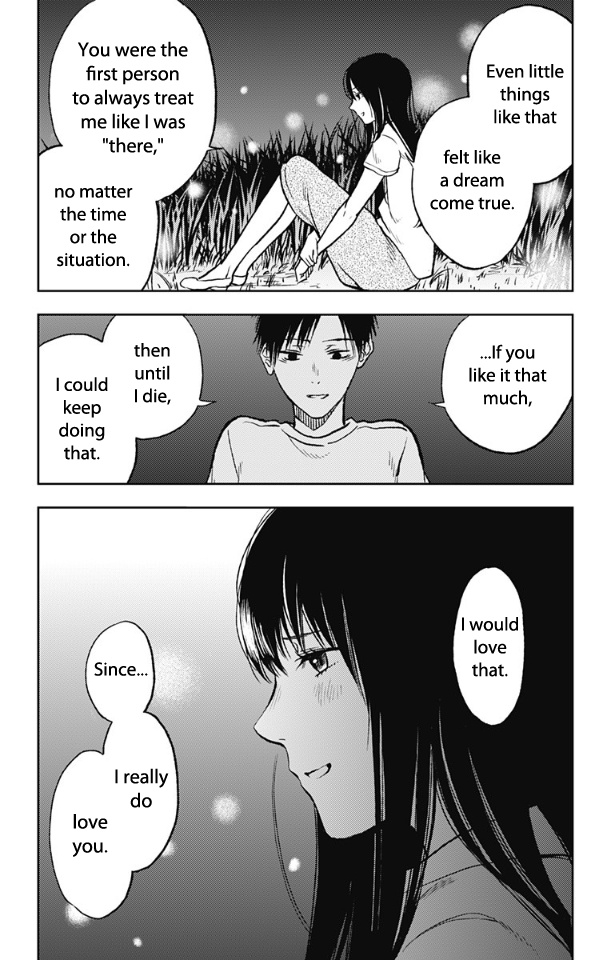 Even little
things
like that
felt like
a dream
come true.
You were the
first person
to always treat
me like I was
"there,"
no matter
the time
or the
situation.
...If you
like it that
much,
then
until
I die,
I could
keep
doing
that.
I would
love
that.
Since...
I really
do
love
you.